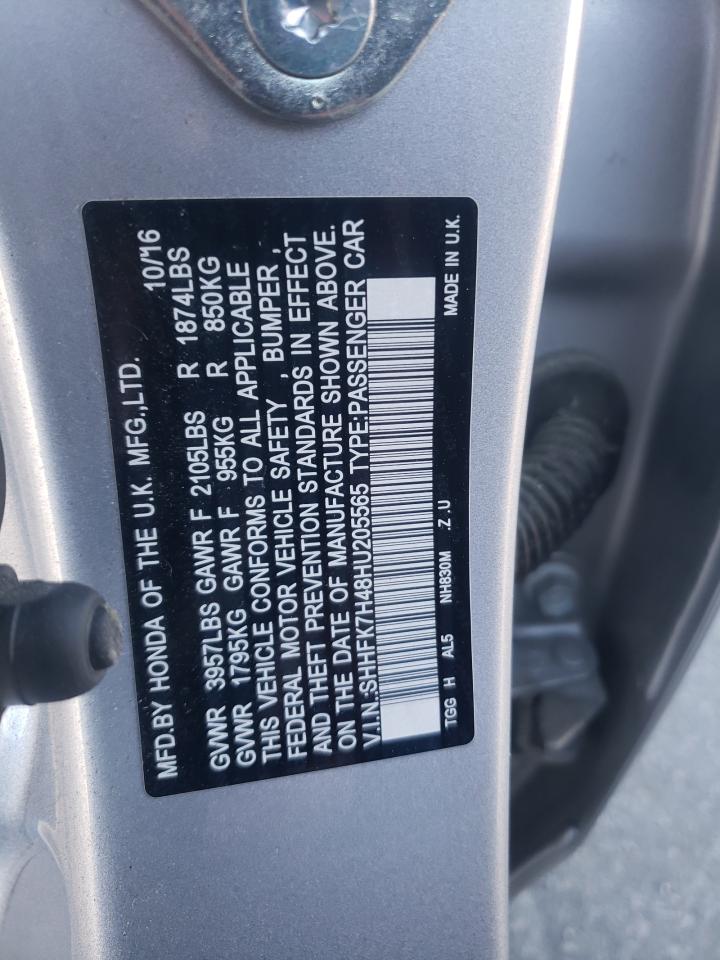 MFD.BY HONDA OF THE U.K. MFG.,LTD. 10/16
GVWR 3957LBS GAWR F 2105LBS R 1874LBS
GVWR 1795KG GAWR F 955KG R 850KG
THIS VEHICLE CONFORMS TO ALL APPLICABLE
FEDERAL MOTOR VEHICLE SAFETY , BUMPER ,
AND THEFT PREVENTION STANDARDS IN EFFECT
ON THE DATE OF MANUFACTURE SHOWN ABOVE.
V.I.N.:SHHFK7H48HU205565 TYPE:PASSENGER CAR
TGG H AL5 NH830M .Z .U MADE IN U.K.